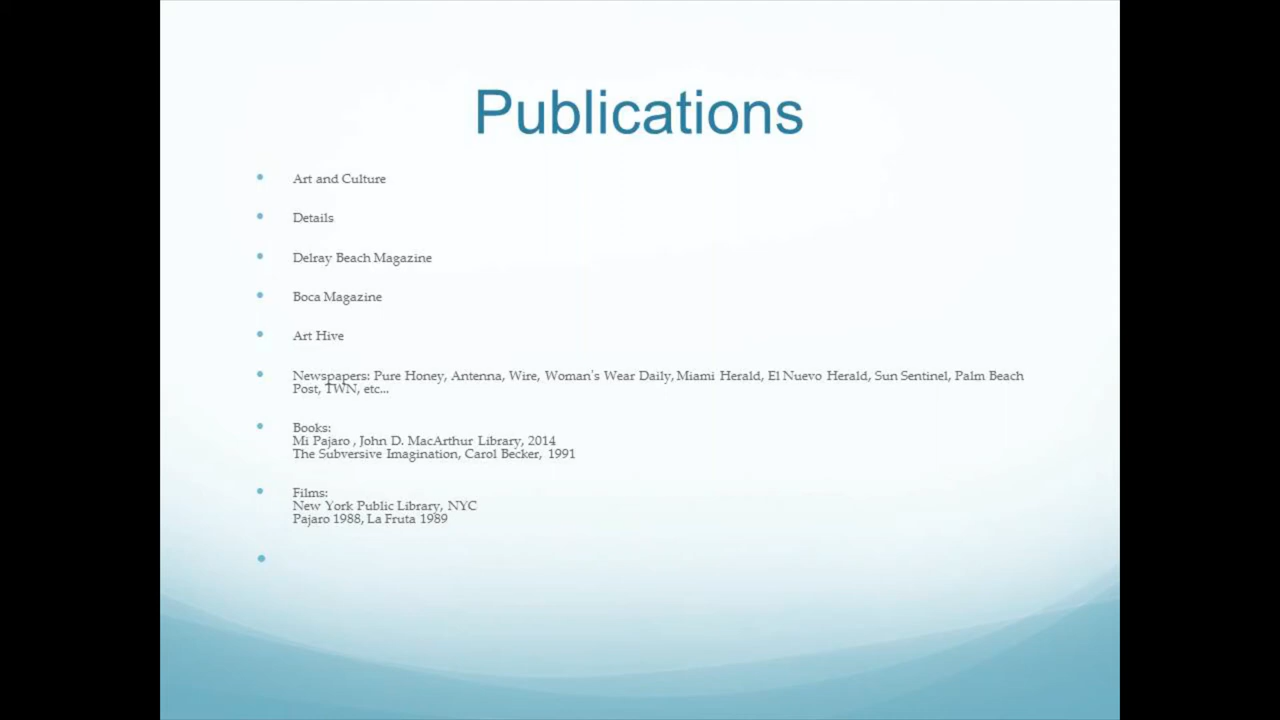 Publications
Art and Culture
Details
Delray Beach Magazine
Boca Magazine
Art Hive
Newspapers: Pure Honey, Antenna, Wire, Woman's Wear Daily, Miami Herald, El Nuevo Herald, Sun Sentinel, Palm Beach
Post, TWN, etc...
Books:
Mi Pajaro , John D. MacArthur Library, 2014
The Subversive Imagination, Carol Becker, 1991
Films:
New York Public Library, NYC
Pajaro 1988, La Fruta 1989